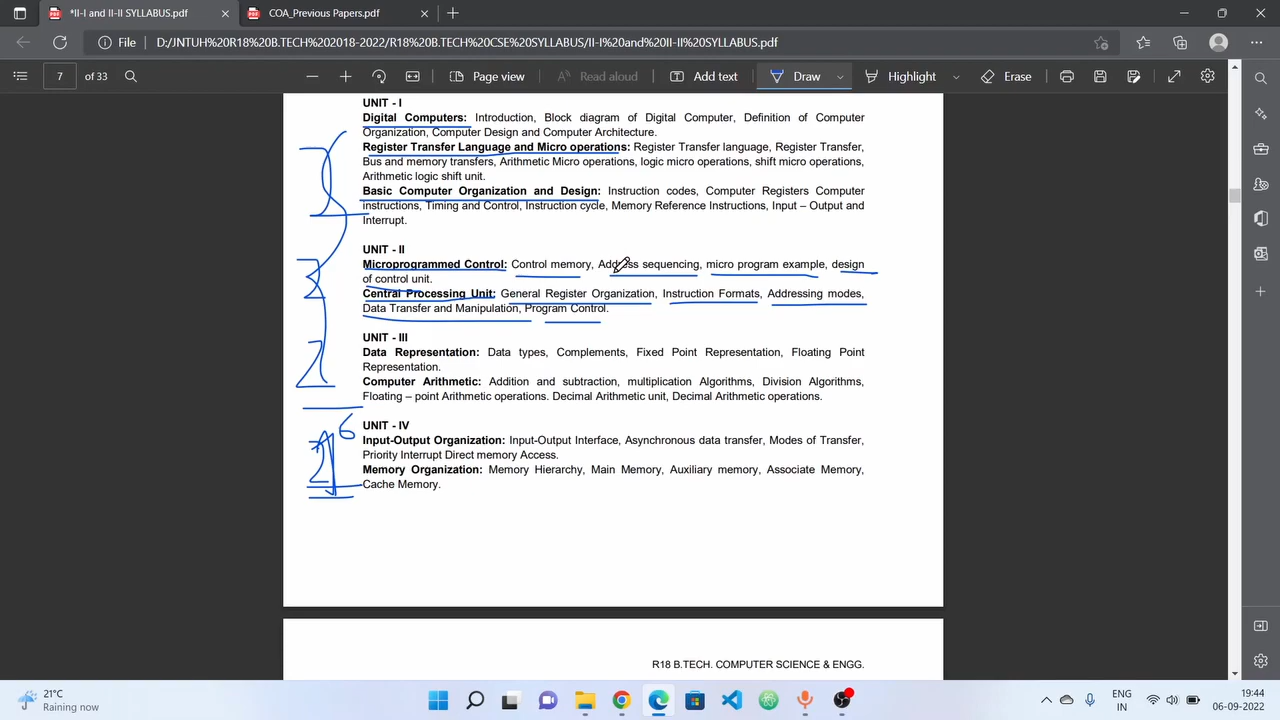 *II-I and II-II SYLLABUS.pdf
COA_Previous Papers.pdf
File D:/JNTUH%20R18%20B.TECH%202018-2022/R18%20B.TECH%20CSE%20SYLLABUS/II-I%20and%20II-II%20SYLLABUS.pdf
7 of 33 Page view Read aloud Add text Draw Highlight Erase
UNIT - I
Digital Computers: Introduction, Block diagram of Digital Computer, Definition of Computer
Organization, Computer Design and Computer Architecture.
Register Transfer Language and Micro operations: Register Transfer language, Register Transfer,
Bus and memory transfers, Arithmetic Micro operations, logic micro operations, shift micro operations,
Arithmetic logic shift unit.
Basic Computer Organization and Design: Instruction codes, Computer Registers Computer
instructions, Timing and Control, Instruction cycle, Memory Reference Instructions, Input – Output and
Interrupt.
UNIT - II
Microprogrammed Control: Control memory, Address sequencing, micro program example, design
of control unit.
Central Processing Unit: General Register Organization, Instruction Formats, Addressing modes,
Data Transfer and Manipulation, Program Control.
2
UNIT - III
Data Representation: Data types, Complements, Fixed Point Representation, Floating Point
Representation.
2
Computer Arithmetic: Addition and subtraction, multiplication Algorithms, Division Algorithms,
Floating – point Arithmetic operations. Decimal Arithmetic unit, Decimal Arithmetic operations.
6
UNIT - IV
Input-Output Organization: Input-Output Interface, Asynchronous data transfer, Modes of Transfer,
Priority Interrupt Direct memory Access.
Memory Organization: Memory Hierarchy, Main Memory, Auxiliary memory, Associate Memory,
Cache Memory.
R18 B.TECH. COMPUTER SCIENCE & ENGG.
21°C
Raining now
ENG
IN
19:44
06-09-2022